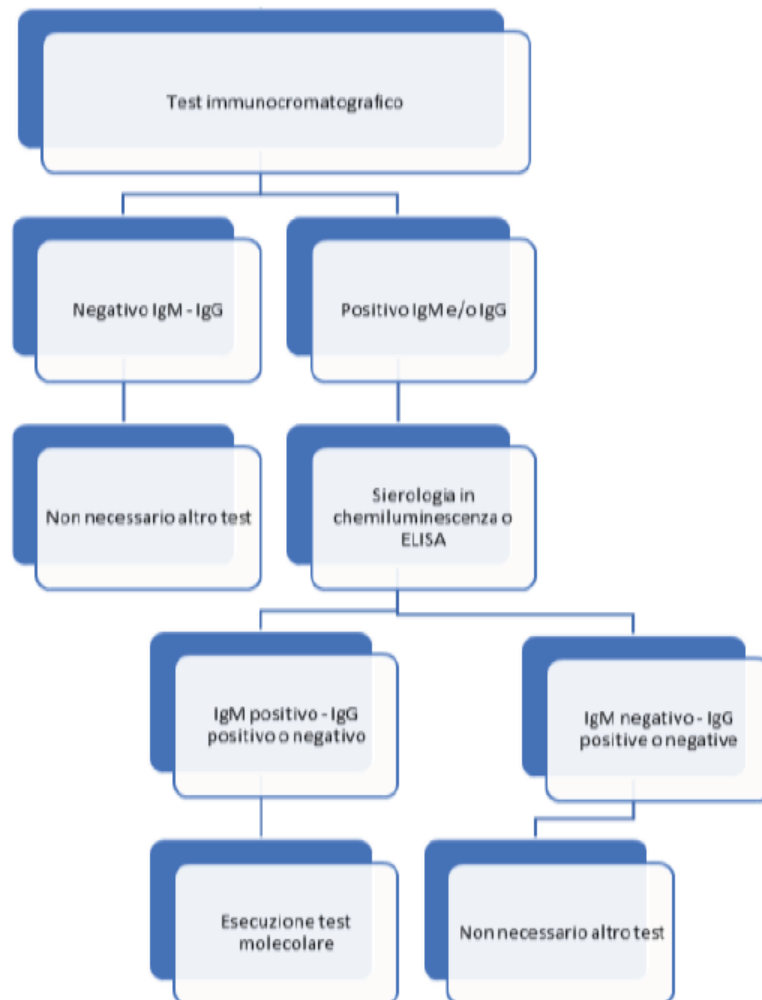 Test immunocromatografico
Negativo IgM - IgG
Positivo IgM e/o IgG
Non necessario altro test
Sierologia in
chemiluminescenza o
ELISA
IgM positivo - IgG
positivo o negativo
IgM negativo - IgG
positive o negative
Esecuzione test
molecolare
Non necessario altro test